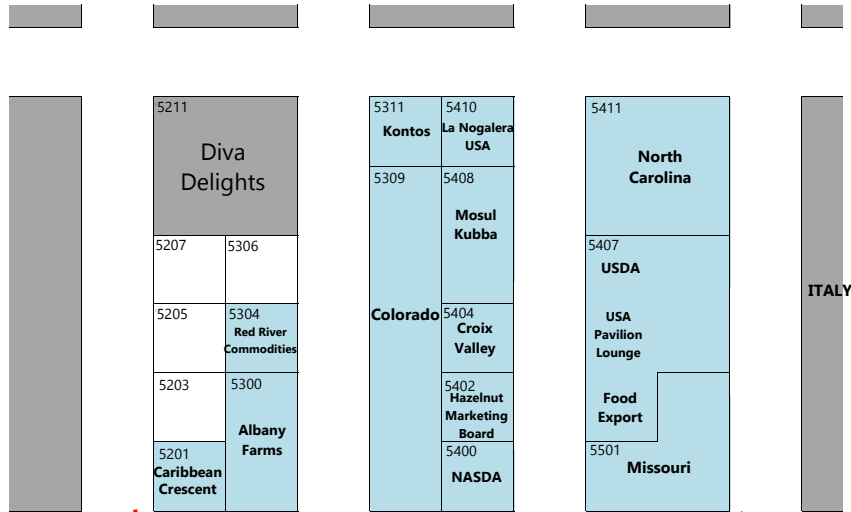 5211
Diva
Delights
5207
5306
5205
5304
Red River
Commodities
5203
5300
Albany
Farms
5201
Caribbean
Crescent
5311
Kontos
5410
La Nogalera
USA
5309
Colorado
5408
Mosul
Kubba
5404
Croix
Valley
5402
Hazelnut
Marketing
Board
5400
NASDA
5411
North
Carolina
5407
USDA
USA
Pavilion
Lounge
Food
Export
5501
Missouri
ITALY